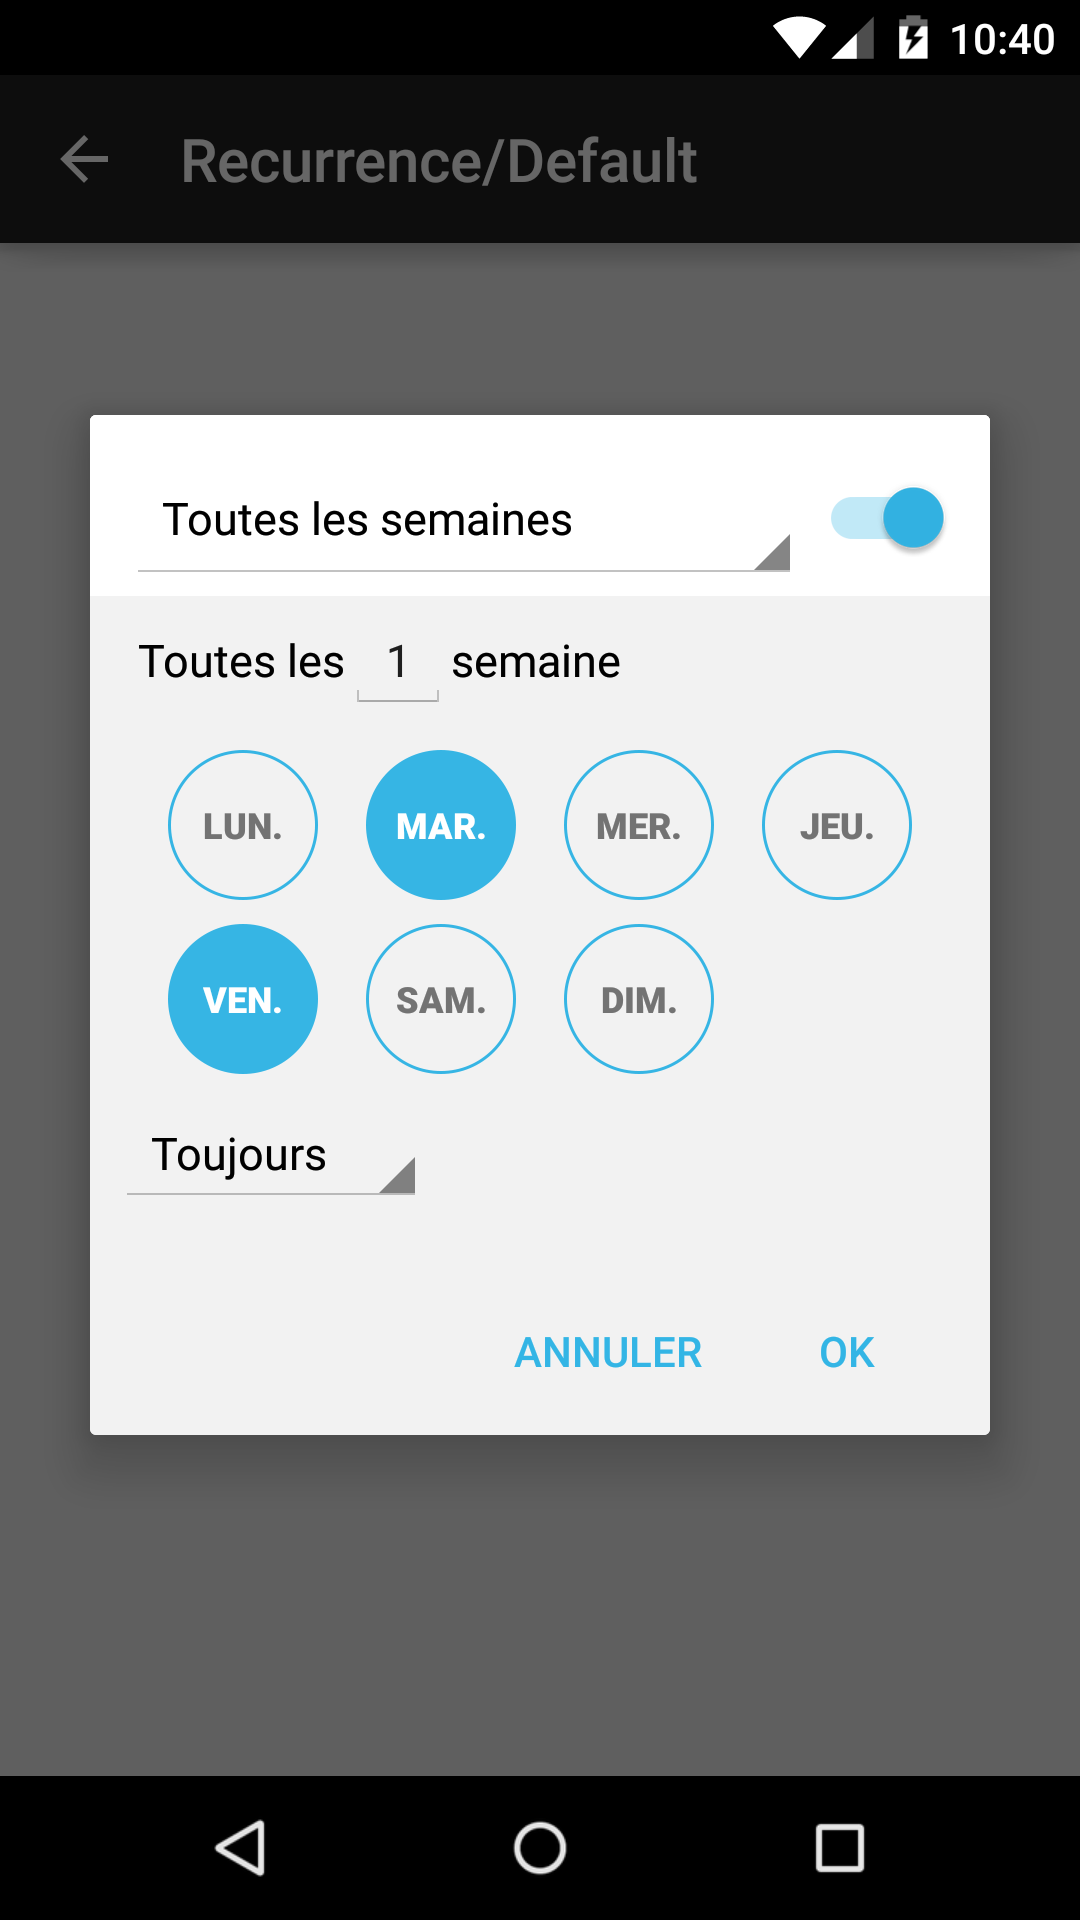 10:40
Recurrence/Default
Toutes les semaines
Toutes les 1 semaine
LUN. MAR. MER. JEU.
VEN. SAM. DIM.
Toujours
ANNULER OK